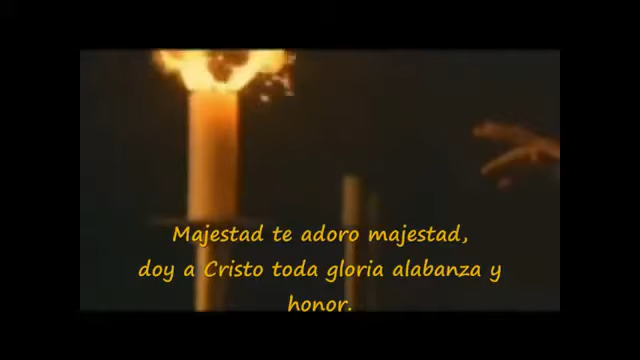 Majestad te adoro majestad,
doy a Cristo toda gloria alabanza y
honor.